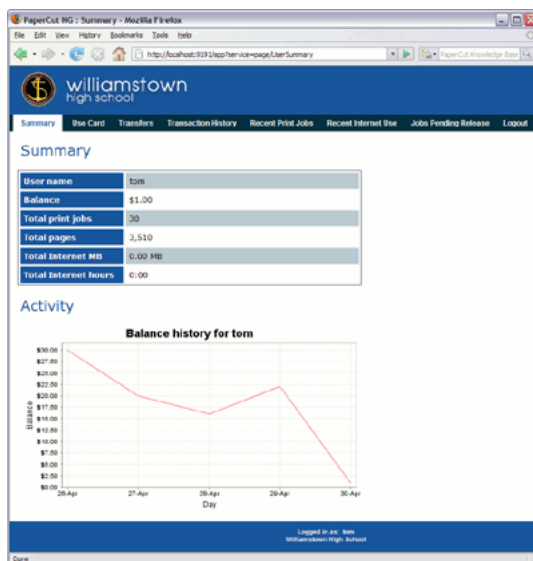 PaperCut NG : Summary - Mozilla Firefox
File Edit View History Bookmarks Tools Help
http://localhost:9191/app?service=page/UserSummary PaperCut Knowledge Base
williamstown
high school
Summary Use Card Transfers Transaction History Recent Print Jobs Recent Internet Use Jobs Pending Release Logout
Summary
User name tom
Balance $1.00
Total print jobs 30
Total pages 3,510
Total Internet MB 0.00 MB
Total Internet hours 0:00
Activity
Balance history for tom
$30.00
$27.50
$25.00
$22.50
$20.00
$17.50
$15.00
$12.50
$10.00
$7.50
$5.00
$2.50
$0.00
Balance
26-Apr 27-Apr 28-Apr 29-Apr 30-Apr
Day
Logged in as: tom
Williamstown High School
Done